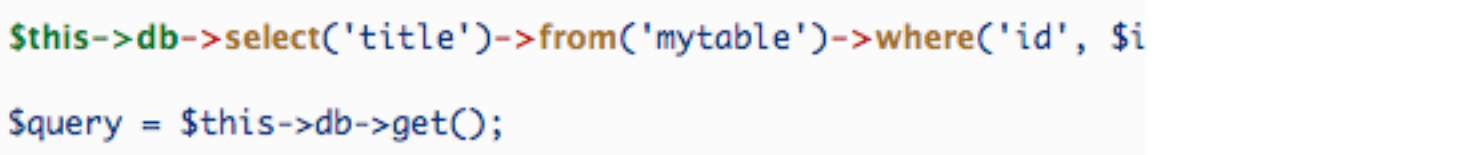 $this->db->select('title')->from('mytable')->where('id', $i
$query = $this->db->get();